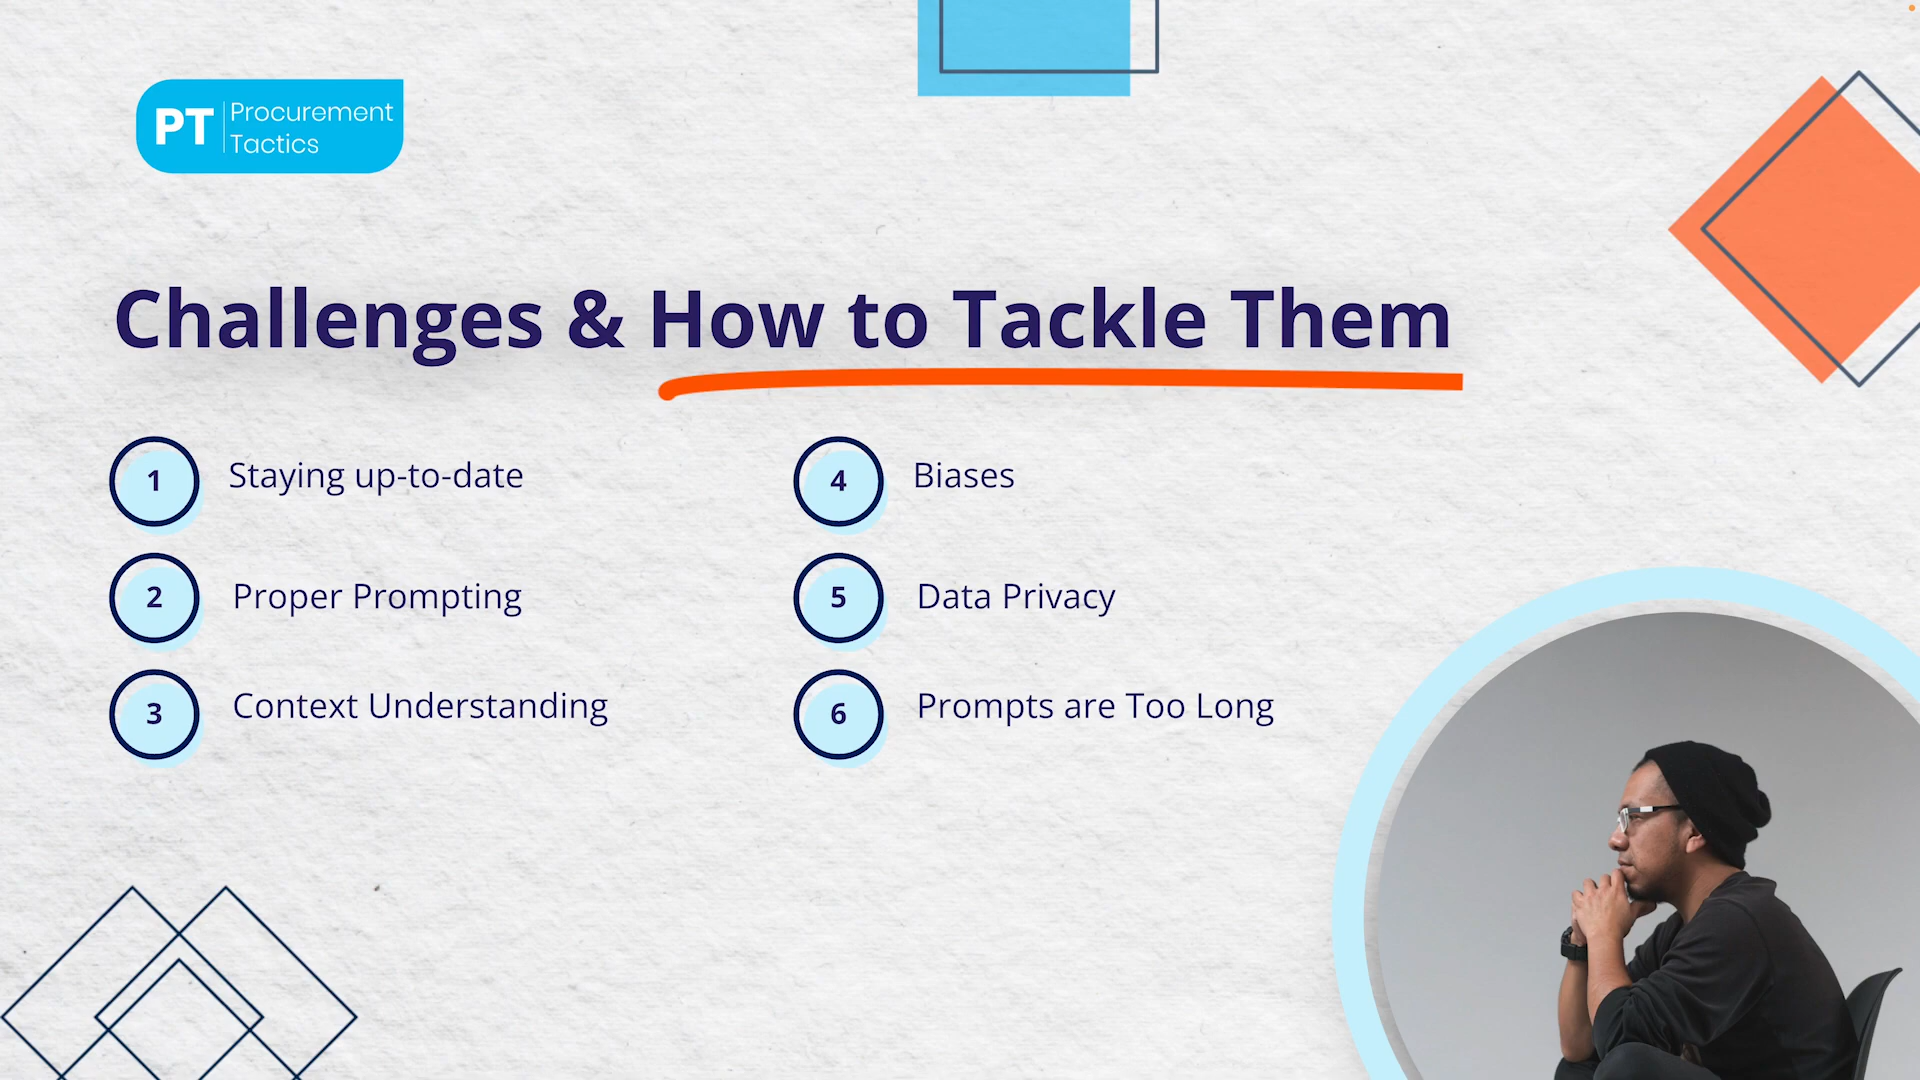 PT Procurement
Tactics
Challenges & How to Tackle Them
1 Staying up-to-date
2 Proper Prompting
3 Context Understanding
4 Biases
5 Data Privacy
6 Prompts are Too Long